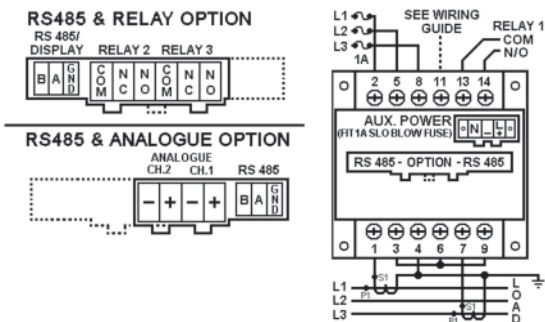 RS485 & RELAY OPTION
RS 485/
DISPLAY RELAY 2 RELAY 3
B A GND COM NC NO COM NC NO
RS485 & ANALOGUE OPTION
ANALOGUE
CH.2 CH.1 RS 485
− + − + B A GND
L1
L2
L3
1A
SEE WIRING
GUIDE
RELAY 1
COM
N/O
2 5 8 11 13 14
AUX. POWER
(FIT 1A SLO BLOW FUSE)
N − L+
RS 485 - OPTION - RS 485
1 3 4 6 7 9
S1
P1
S1
P1
L1
L2
L3
LOAD